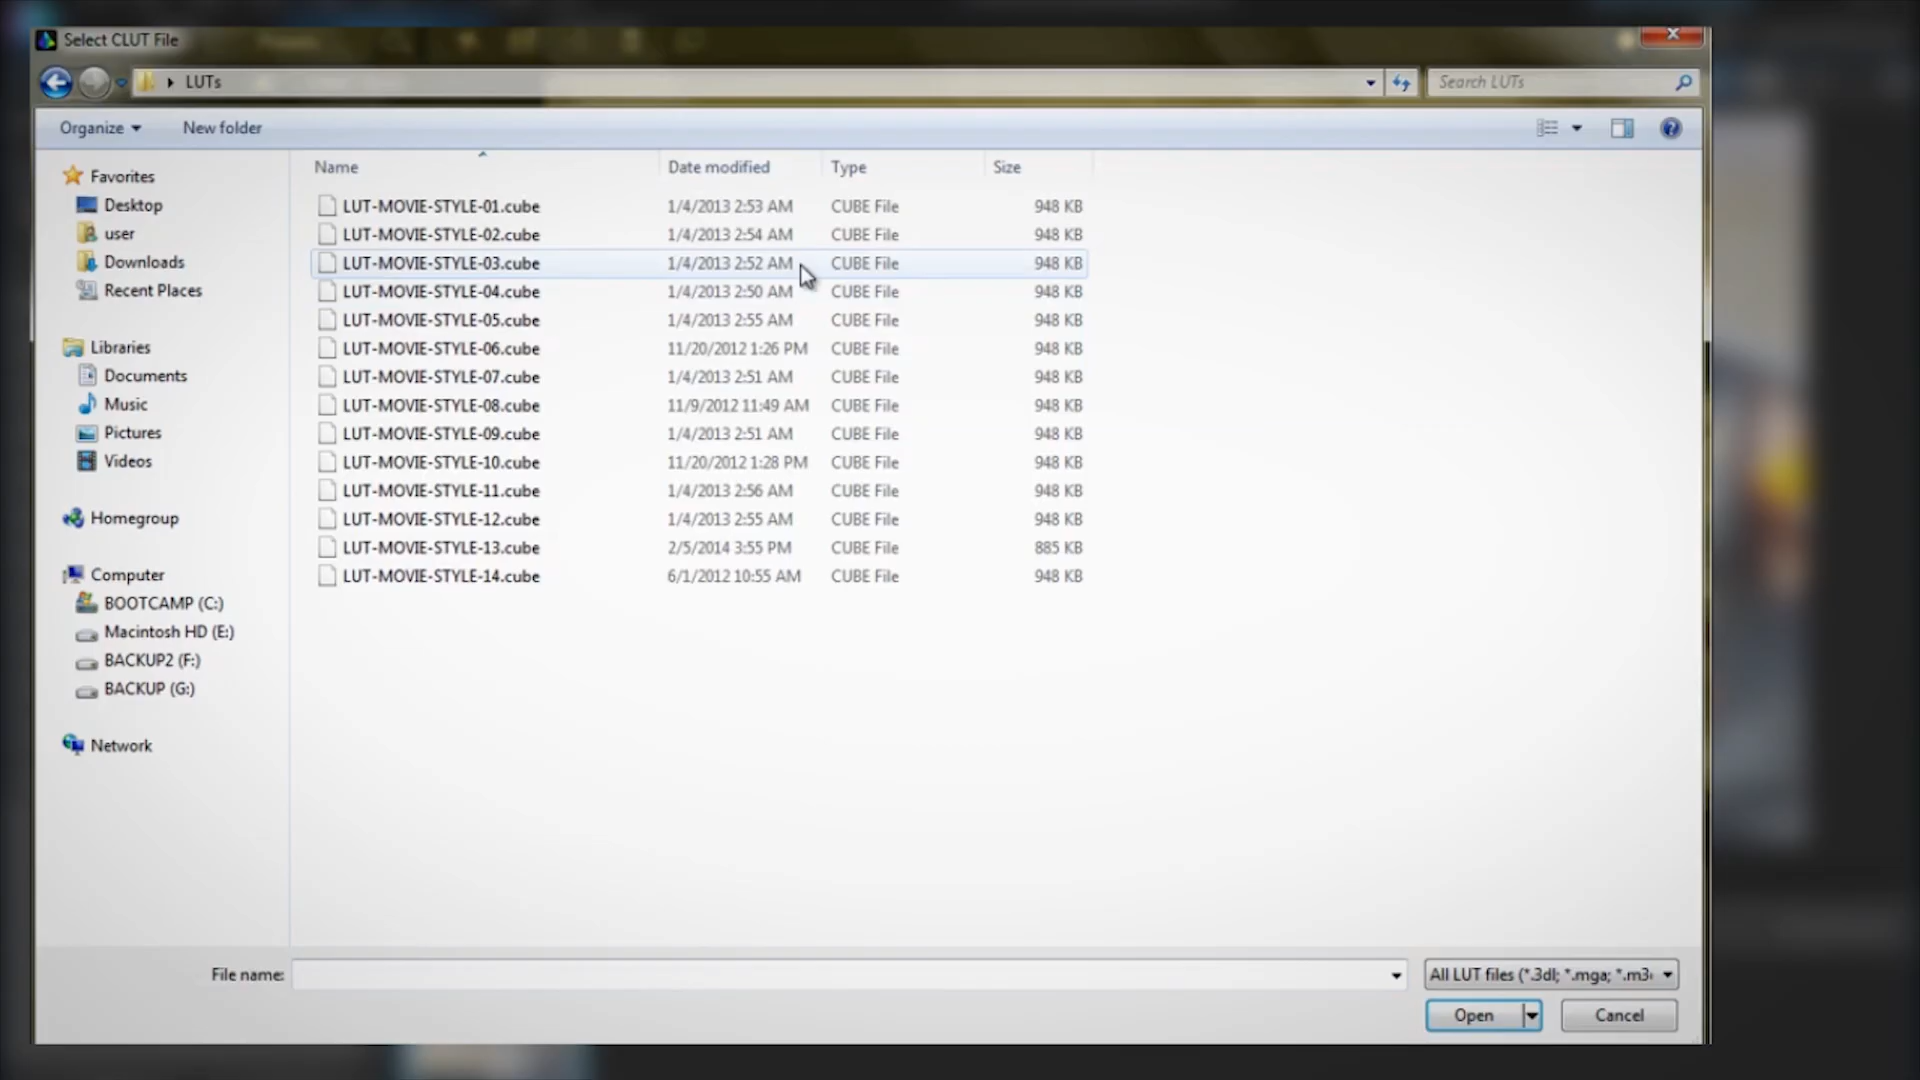 Select CLUT File
LUTs
Search LUTs
Organize
New folder
Name Date modified Type Size
Favorites
Desktop
user
Downloads
Recent Places
Libraries
Documents
Music
Pictures
Videos
Homegroup
Computer
BOOTCAMP (C:)
Macintosh HD (E:)
BACKUP2 (F:)
BACKUP (G:)
Network
LUT-MOVIE-STYLE-01.cube 1/4/2013 2:53 AM CUBE File 948 KB
LUT-MOVIE-STYLE-02.cube 1/4/2013 2:54 AM CUBE File 948 KB
LUT-MOVIE-STYLE-03.cube 1/4/2013 2:52 AM CUBE File 948 KB
LUT-MOVIE-STYLE-04.cube 1/4/2013 2:50 AM CUBE File 948 KB
LUT-MOVIE-STYLE-05.cube 1/4/2013 2:55 AM CUBE File 948 KB
LUT-MOVIE-STYLE-06.cube 11/20/2012 1:26 PM CUBE File 948 KB
LUT-MOVIE-STYLE-07.cube 1/4/2013 2:51 AM CUBE File 948 KB
LUT-MOVIE-STYLE-08.cube 11/9/2012 11:49 AM CUBE File 948 KB
LUT-MOVIE-STYLE-09.cube 1/4/2013 2:51 AM CUBE File 948 KB
LUT-MOVIE-STYLE-10.cube 11/20/2012 1:28 PM CUBE File 948 KB
LUT-MOVIE-STYLE-11.cube 1/4/2013 2:56 AM CUBE File 948 KB
LUT-MOVIE-STYLE-12.cube 1/4/2013 2:55 AM CUBE File 948 KB
LUT-MOVIE-STYLE-13.cube 2/5/2014 3:55 PM CUBE File 885 KB
LUT-MOVIE-STYLE-14.cube 6/1/2012 10:55 AM CUBE File 948 KB
File name:
All LUT files (*.3dl; *.mga; *.m3
Open
Cancel